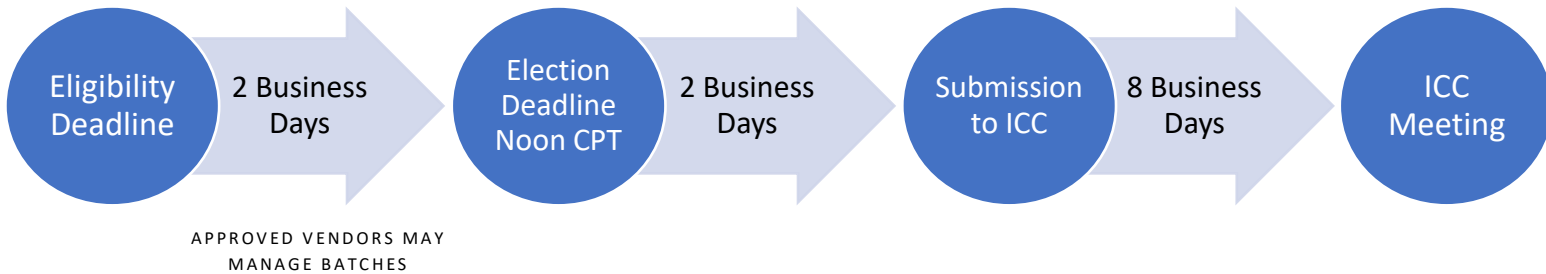 Eligibility
Deadline
2 Business
Days
Election
Deadline
Noon CPT
2 Business
Days
Submission
to ICC
8 Business
Days
ICC
Meeting
APPROVED VENDORS MAY
MANAGE BATCHES